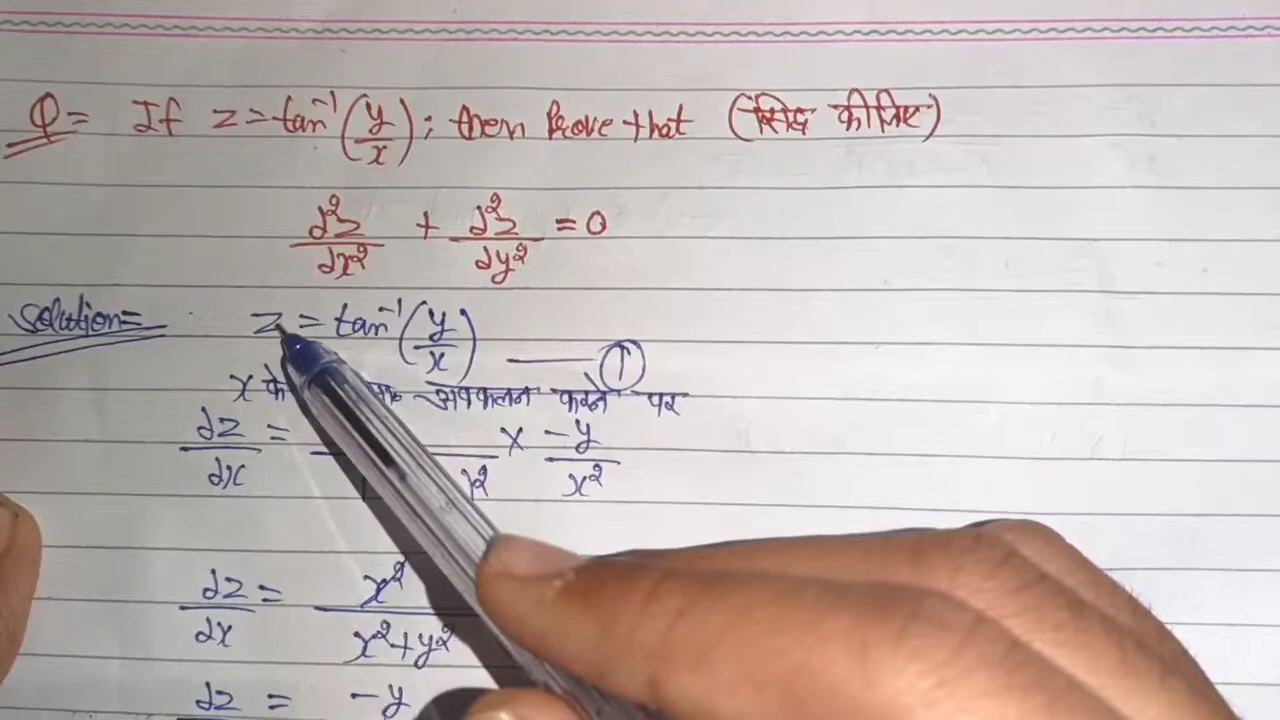 Q= If z=tan⁻¹(y/x); then Prove that (सिद्ध कीजिए)
∂²z/∂x² + ∂²z/∂y² = 0
Solution= z = tan⁻¹(y/x) —— 1
x के अवकलन करने पर
∂z/∂x = × -y/x²
∂z/∂x = x²/x²+y²
∂z = -y